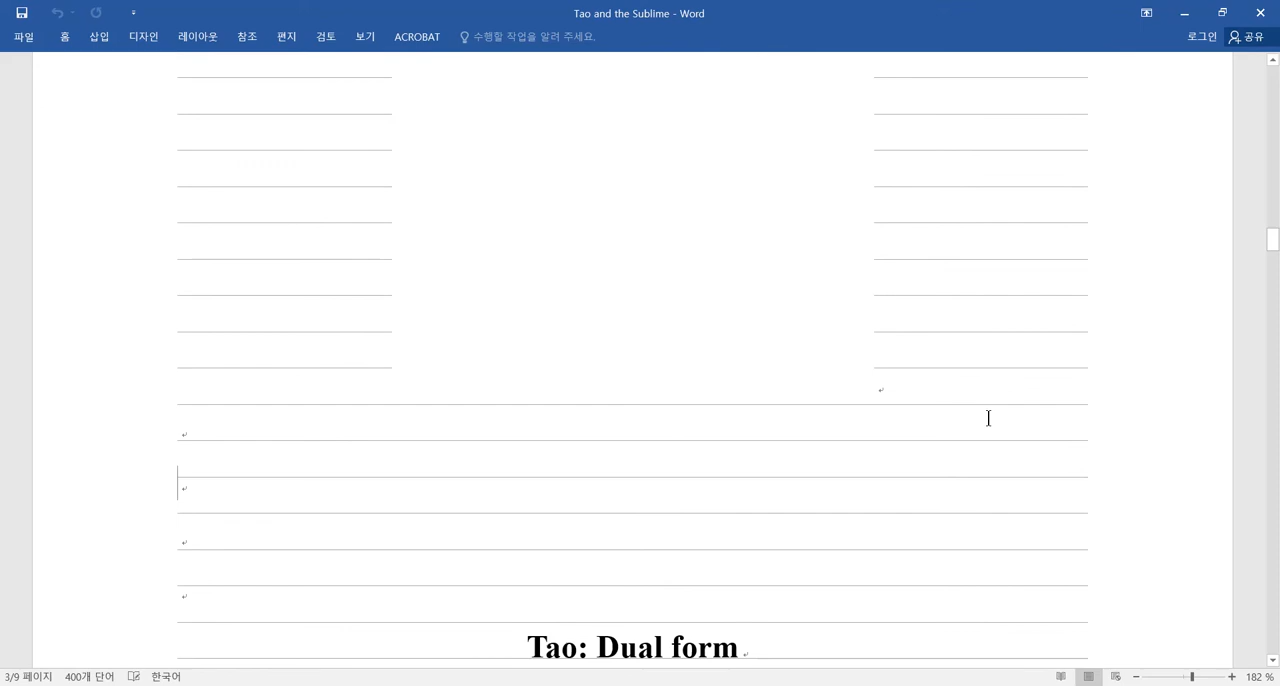 Tao and the Sublime - Word
파일 홈 삽입 디자인 레이아웃 참조 편지 검토 보기 ACROBAT 수행할 작업을 알려 주세요. 로그인 공유
Tao: Dual form
3/9 페이지 400개 단어 한국어 182 %